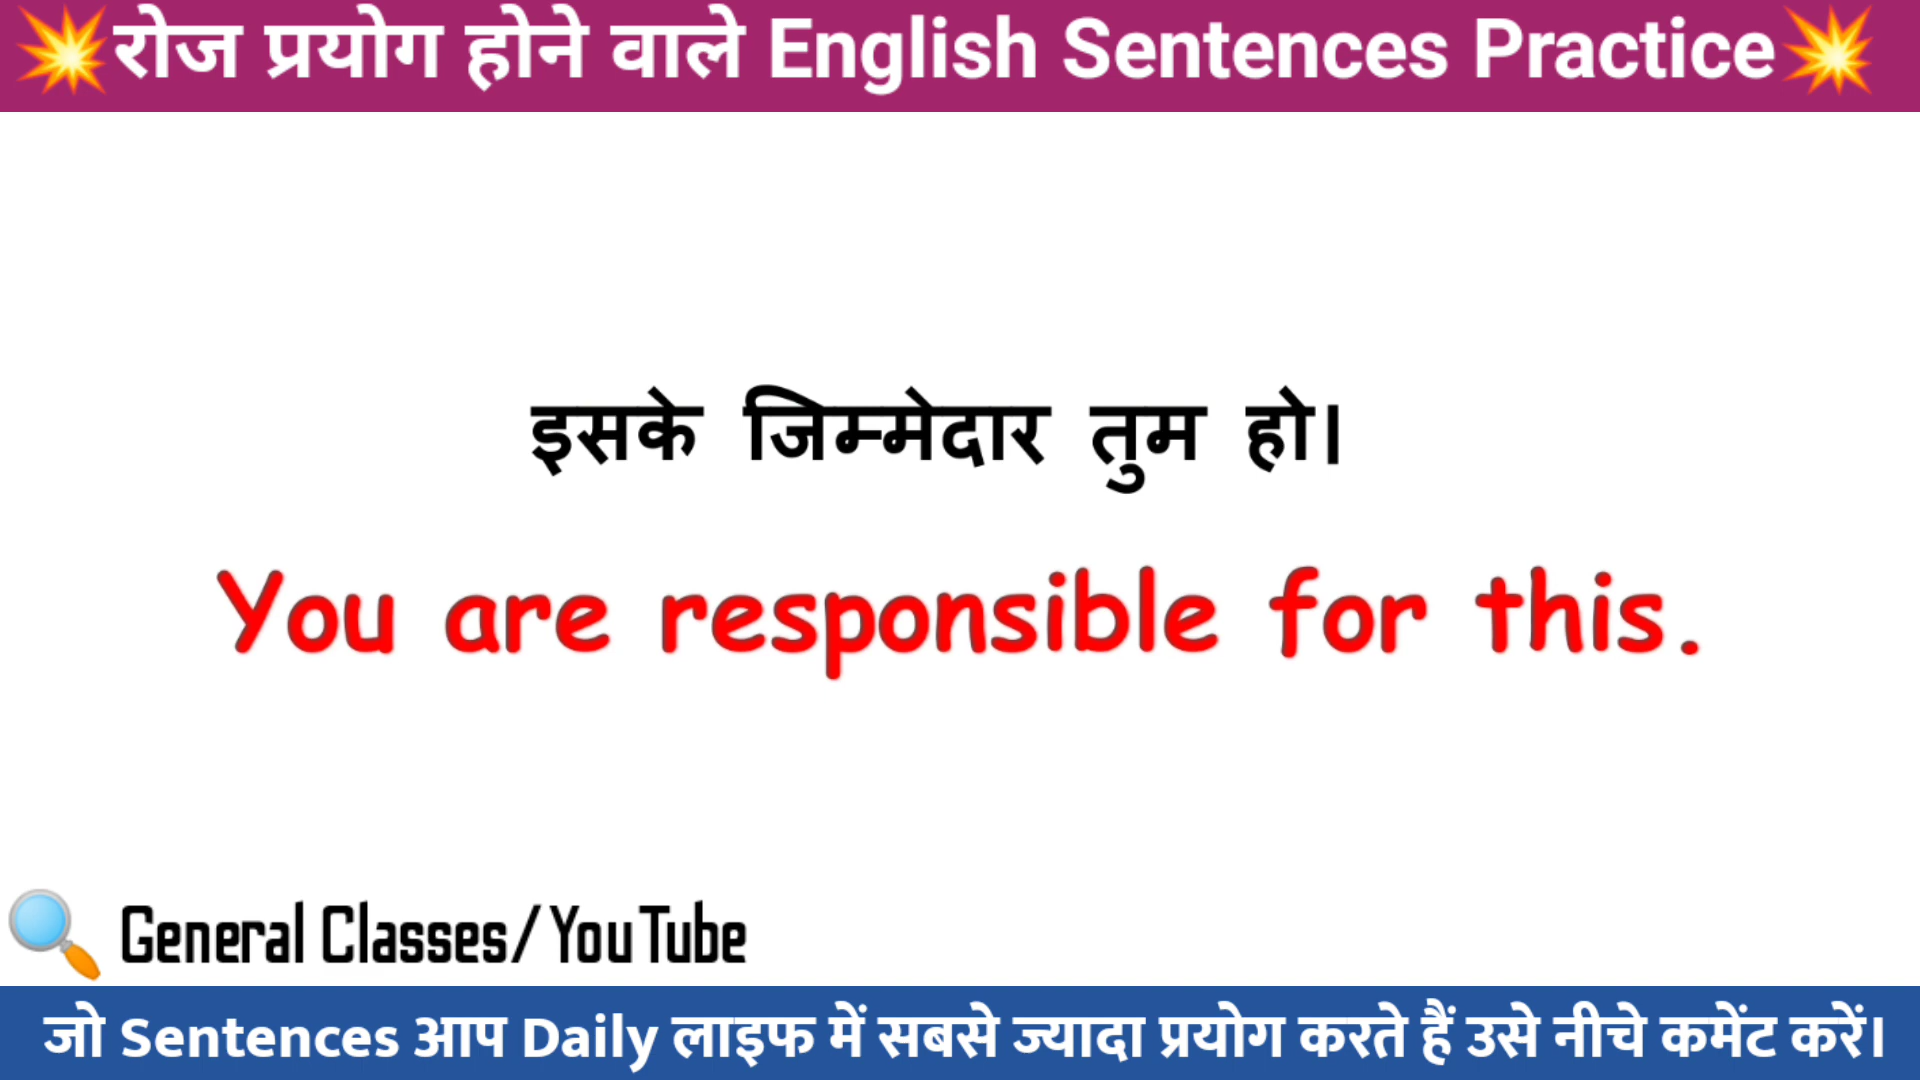 💥रोज प्रयोग होने वाले English Sentences Practice💥
इसके जिम्मेदार तुम हो।
You are responsible for this.
🔍 General Classes/YouTube
जो Sentences आप Daily लाइफ में सबसे ज्यादा प्रयोग करते हैं उसे नीचे कमेंट करें।